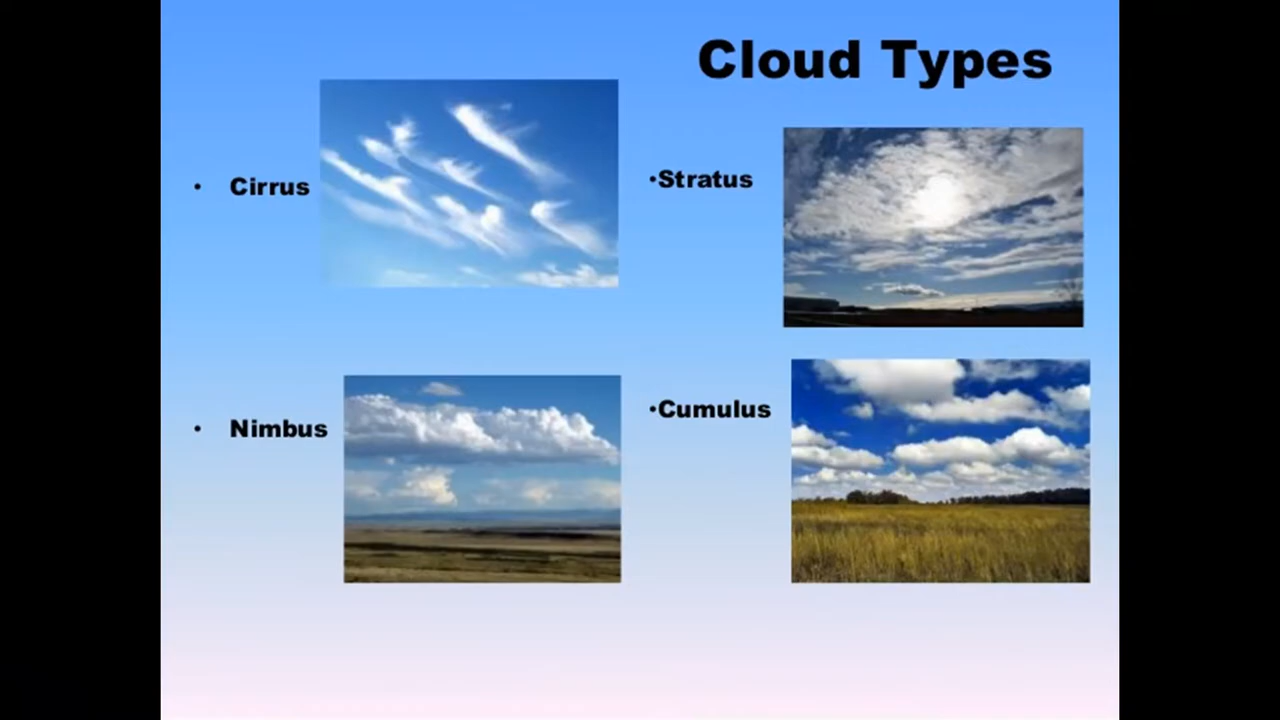 Cloud Types
• Cirrus
•Stratus
• Nimbus
•Cumulus